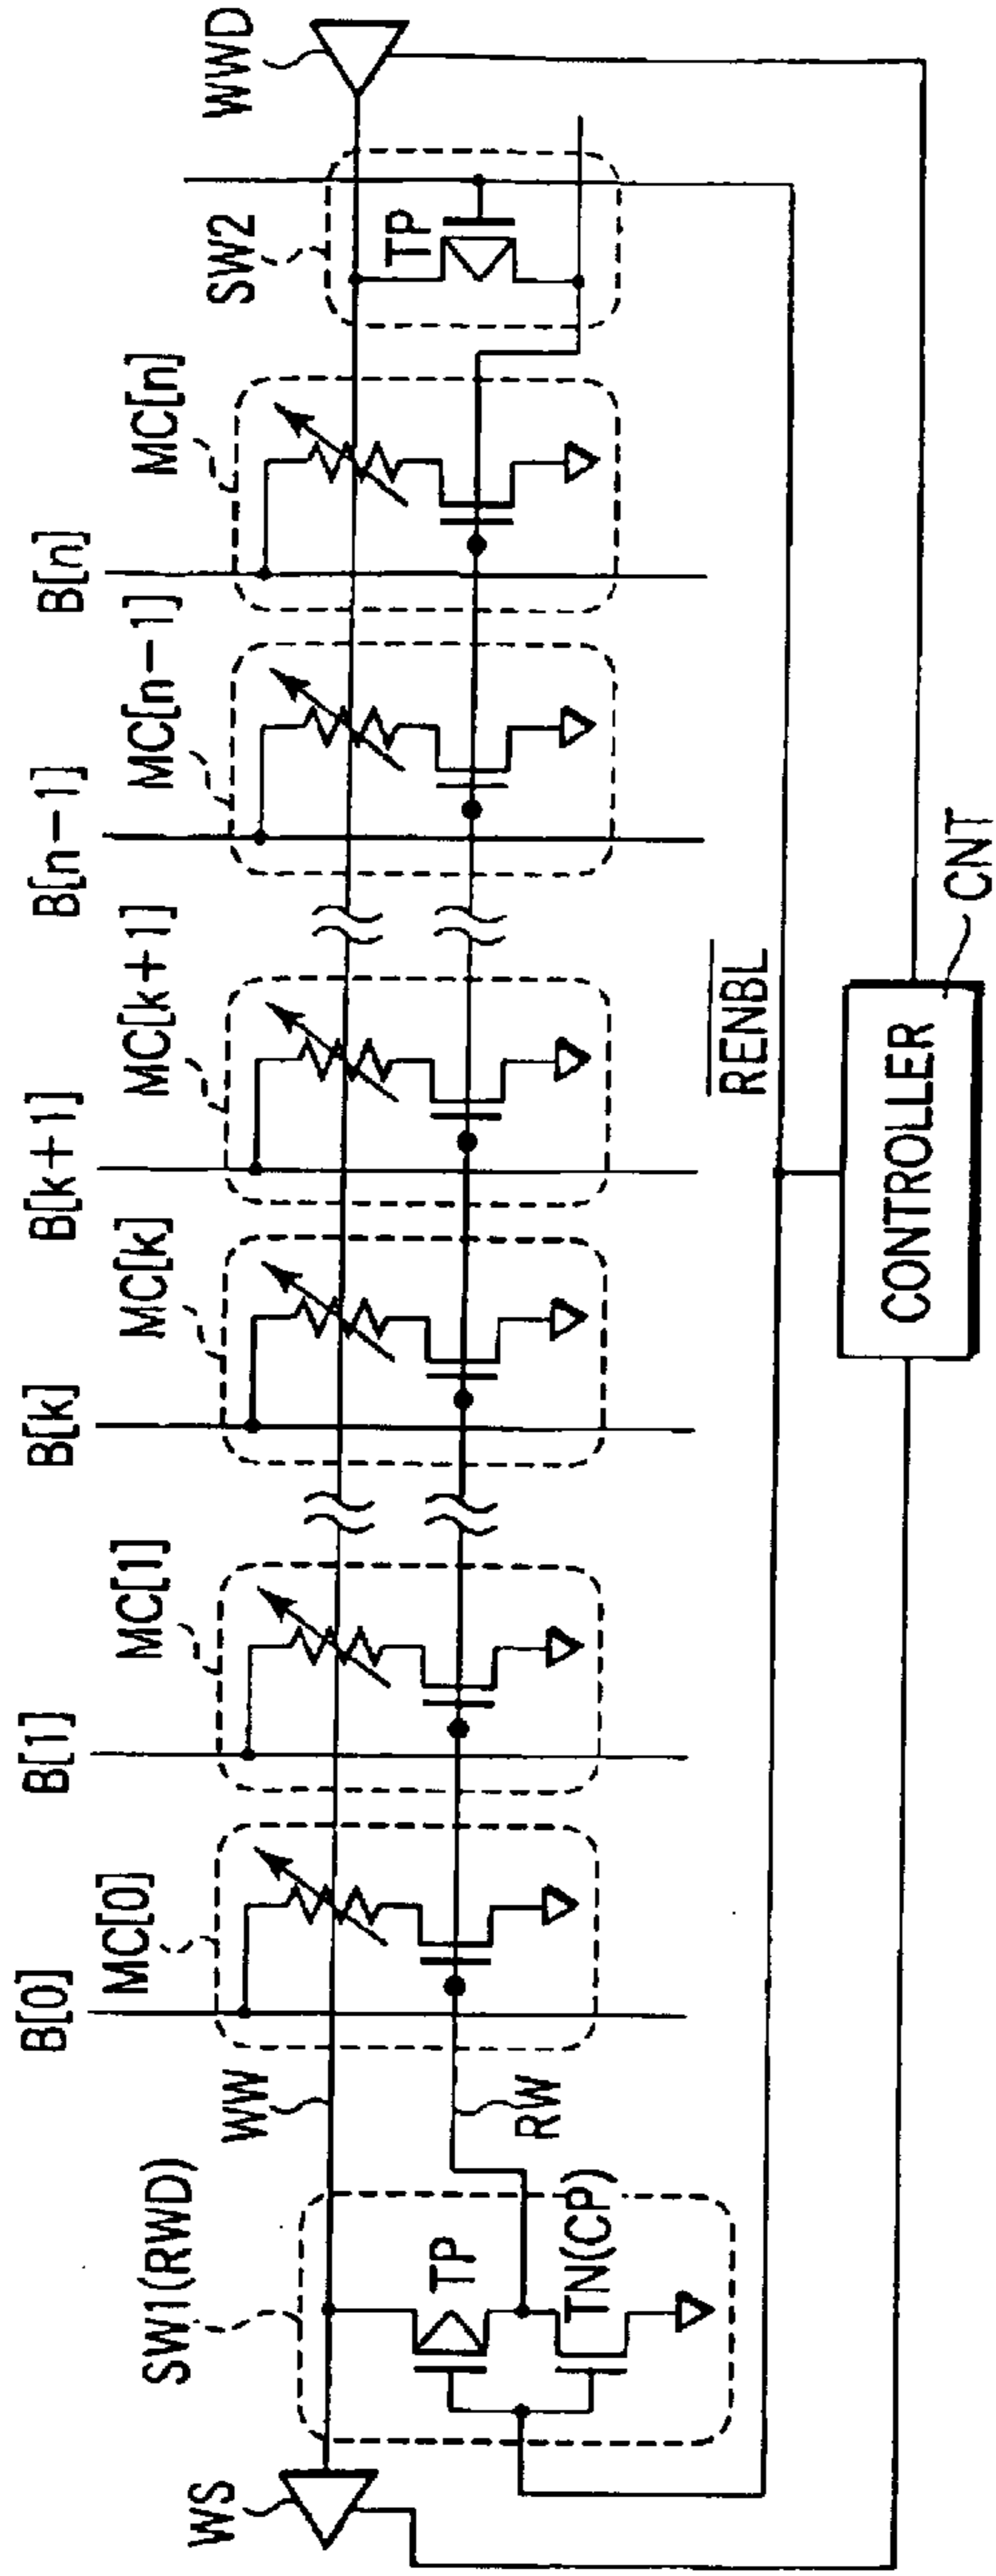 WS
SW1(RWD)
TP
TN(CP)
WW
RW
B[0]
MC[0]
B[1]
MC[1]
B[k]
MC[k]
B[k+1]
MC[k+1]
B[n-1]
MC[n-1]
B[n]
MC[n]
SW2
TP
WWD
RENBL
CONTROLLER
CNT